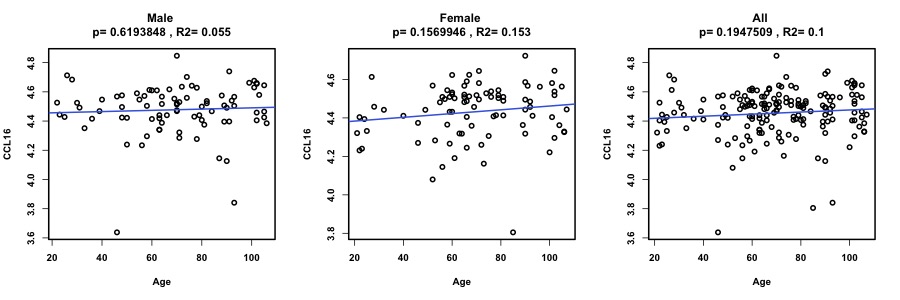 Male
p= 0.6193848 , R2= 0.055
CCL16
3.6 3.8 4.0 4.2 4.4 4.6 4.8
20 40 60 80 100
Age
Female
p= 0.1569946 , R2= 0.153
CCL16
3.8 4.0 4.2 4.4 4.6
20 40 60 80 100
Age
All
p= 0.1947509 , R2= 0.1
CCL16
3.6 3.8 4.0 4.2 4.4 4.6 4.8
20 40 60 80 100
Age